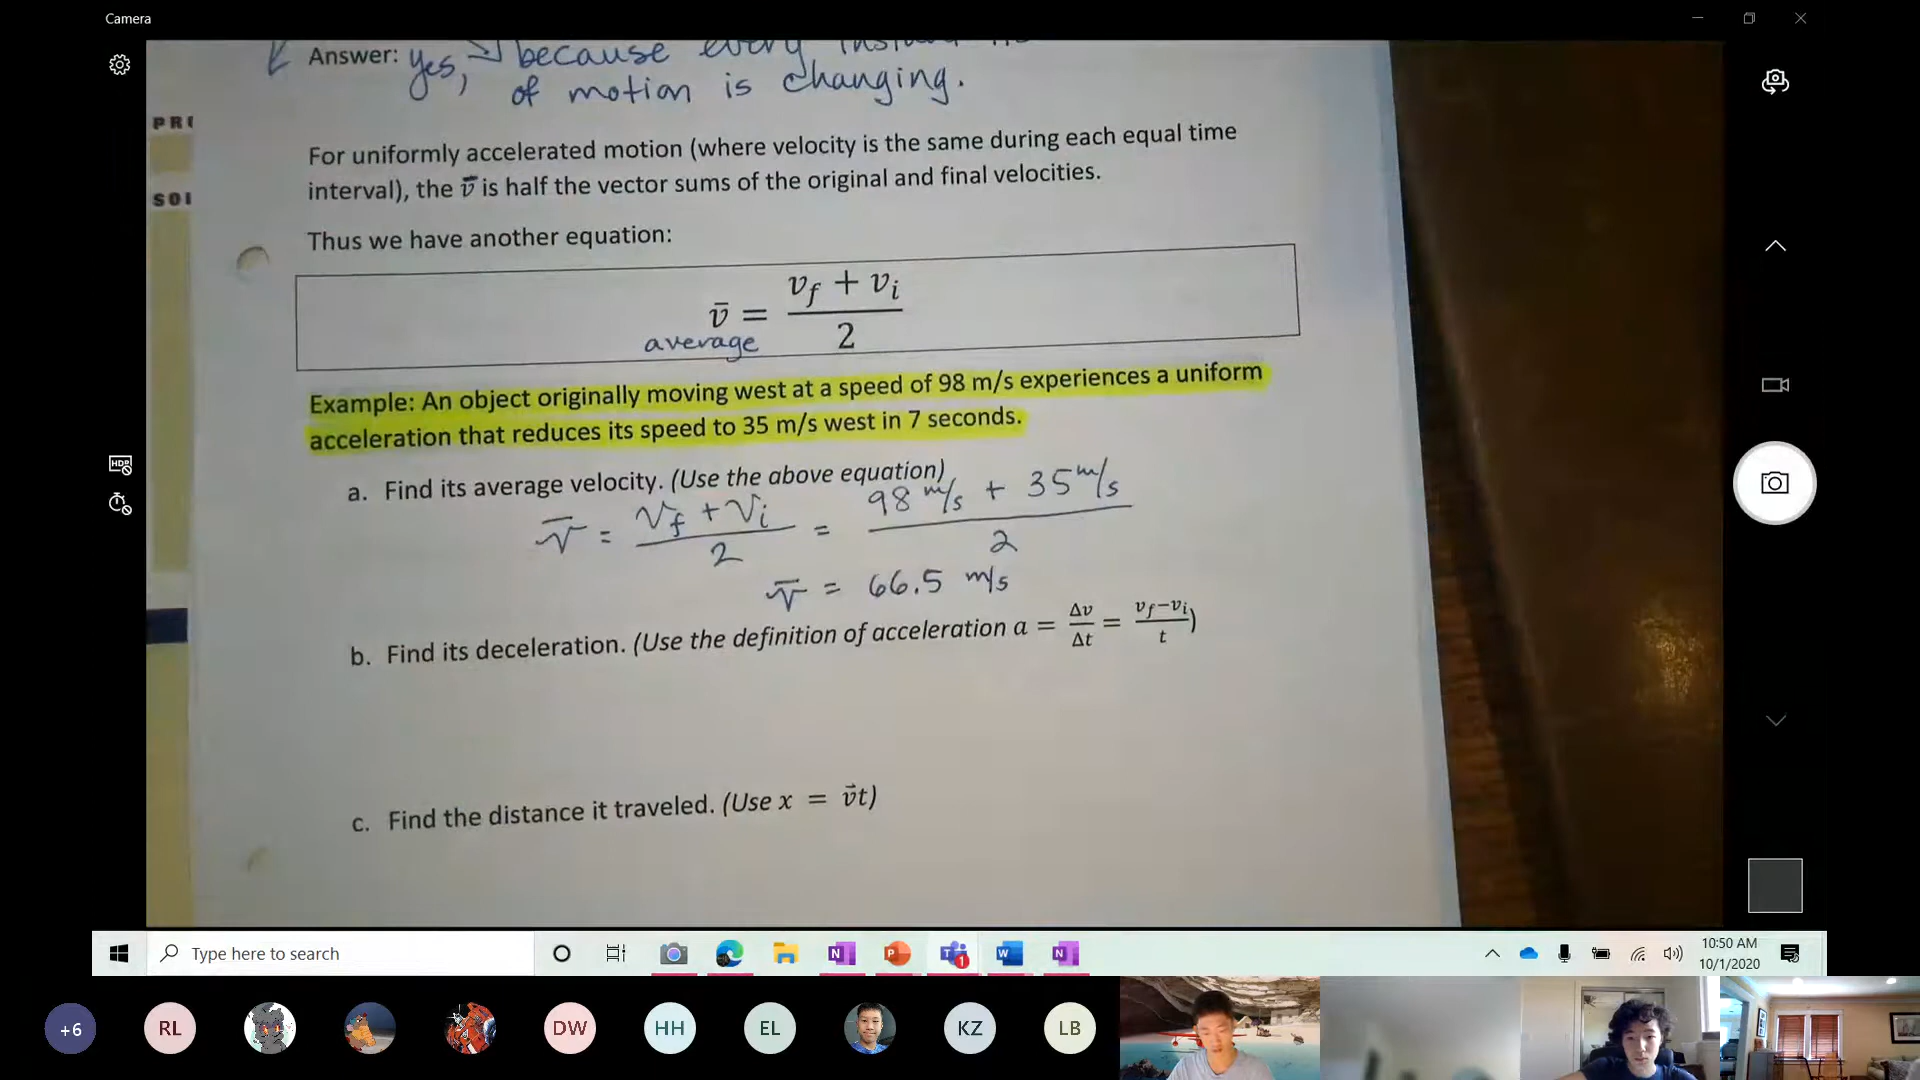 Camera
Answer: yes, because every
of motion is changing.
PR
SOI
For uniformly accelerated motion (where velocity is the same during each equal time
interval), the v̄ is half the vector sums of the original and final velocities.
Thus we have another equation:
v̄ = (v_f + v_i)/2
average
Example: An object originally moving west at a speed of 98 m/s experiences a uniform
acceleration that reduces its speed to 35 m/s west in 7 seconds.
a. Find its average velocity. (Use the above equation)
v̄ = (V_f + V_i)/2 = (98 m/s + 35 m/s)/2
v̄ = 66.5 m/s
b. Find its deceleration. (Use the definition of acceleration a = Δv/Δt = (v_f−v_i)/t)
c. Find the distance it traveled. (Use x = v⃗t)
HDR
Type here to search
N
P
T
1
W
N
10:50 AM
10/1/2020
+6
RL
DW
HH
EL
KZ
LB